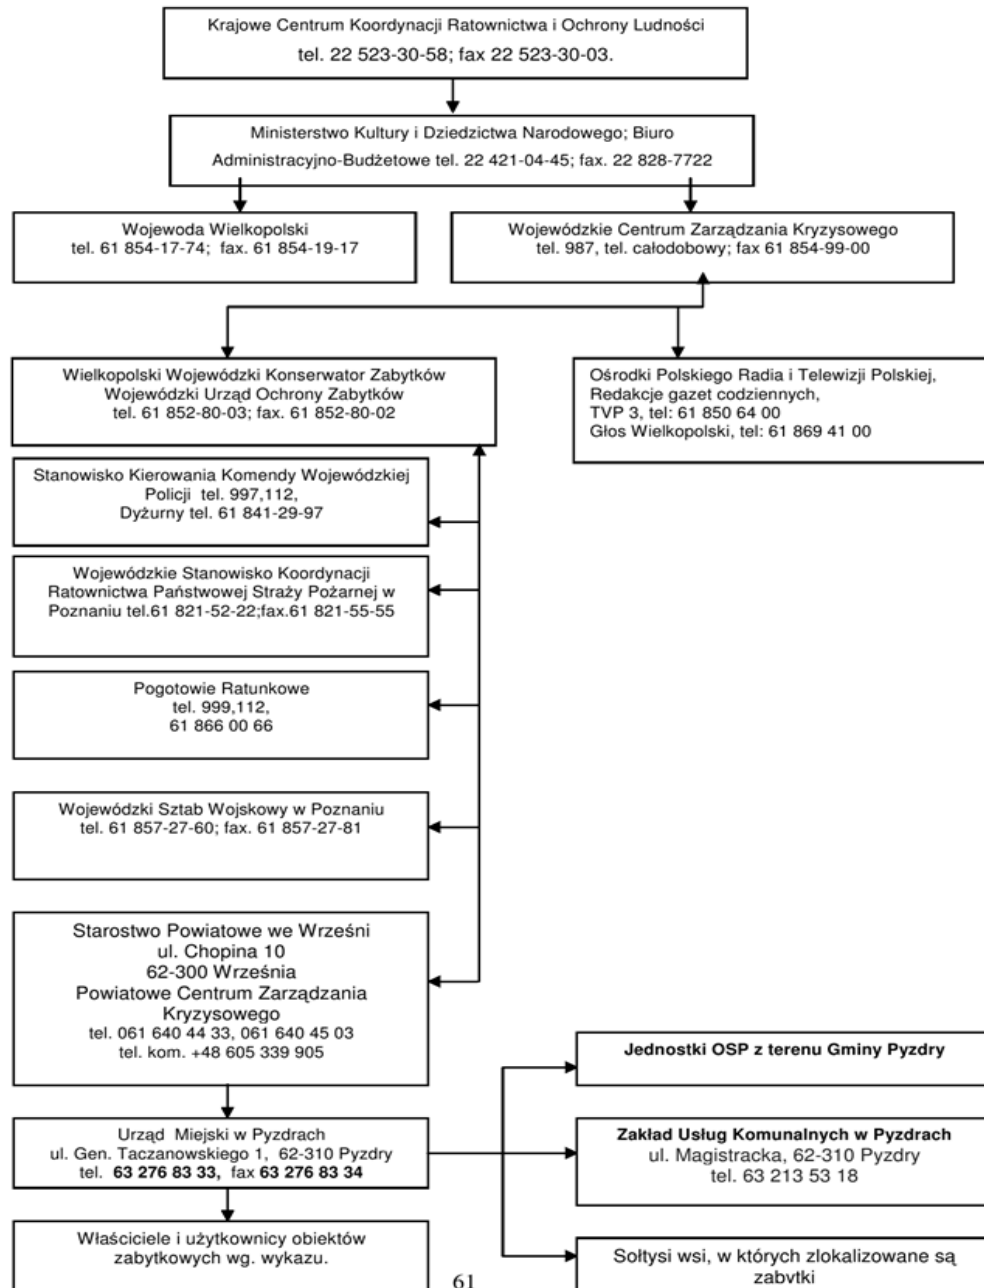 Krajowe Centrum Koordynacji Ratownictwa i Ochrony Ludności
tel. 22 523-30-58; fax 22 523-30-03.
Ministerstwo Kultury i Dziedzictwa Narodowego; Biuro
Administracyjno-Budżetowe tel. 22 421-04-45; fax. 22 828-7722
Wojewoda Wielkopolski
tel. 61 854-17-74;  fax. 61 854-19-17
Wojewódzkie Centrum Zarządzania Kryzysowego
tel. 987, tel. całodobowy; fax 61 854-99-00
Wielkopolski Wojewódzki Konserwator Zabytków
Wojewódzki Urząd Ochrony Zabytków
tel. 61 852-80-03; fax. 61 852-80-02
Ośrodki Polskiego Radia i Telewizji Polskiej,
Redakcje gazet codziennych,
TVP 3, tel: 61 850 64 00
Głos Wielkopolski, tel: 61 869 41 00
Stanowisko Kierowania Komendy Wojewódzkiej
Policji  tel. 997,112,
Dyżurny tel. 61 841-29-97
Wojewódzkie Stanowisko Koordynacji
Ratownictwa Państwowej Straży Pożarnej w
Poznaniu tel.61 821-52-22;fax.61 821-55-55
Pogotowie Ratunkowe
tel. 999,112,
61 866 00 66
Wojewódzki Sztab Wojskowy w Poznaniu
tel. 61 857-27-60; fax. 61 857-27-81
Starostwo Powiatowe we Wrześni
ul. Chopina 10
62-300 Września
Powiatowe Centrum Zarządzania
Kryzysowego
tel. 061 640 44 33, 061 640 45 03
tel. kom. +48 605 339 905
Jednostki OSP z terenu Gminy Pyzdry
Urząd  Miejski w Pyzdrach
ul. Gen. Taczanowskiego 1,  62-310 Pyzdry
tel.  63 276 83 33,  fax 63 276 83 34
Zakład Usług Komunalnych w Pyzdrach
ul. Magistracka, 62-310 Pyzdry
tel. 63 213 53 18
Właściciele i użytkownicy obiektów
zabytkowych wg. wykazu.
Sołtysi wsi, w których zlokalizowane są
zabytki
61